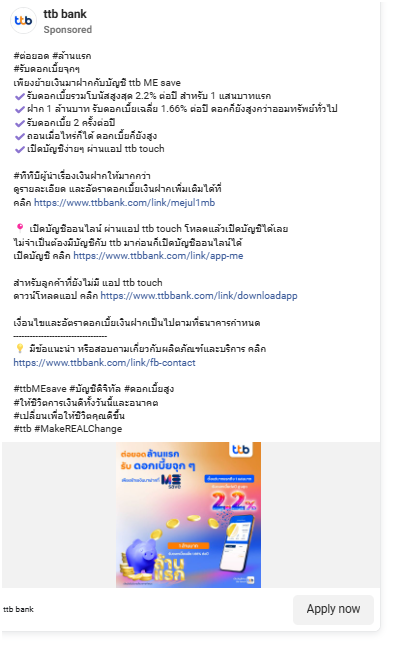 ttb bank
Sponsored
#ต่อยอด #ล้านแรก
#รับดอกเบี้ยจุกๆ
เพียงย้ายเงินมาฝากกับบัญชี ttb ME save
✔รับดอกเบี้ยรวมโบนัสสูงสุด 2.2% ต่อปี สำหรับ 1 แสนบาทแรก
✔ฝาก 1 ล้านบาท รับดอกเบี้ยเฉลี่ย 1.66% ต่อปี ดอกก็ยังสูงกว่าออมทรัพย์ทั่วไป
✔รับดอกเบี้ย 2 ครั้งต่อปี
✔ถอนเมื่อไหร่ก็ได้ ดอกเบี้ยก็ยังสูง
✔เปิดบัญชีง่ายๆ ผ่านแอป ttb touch
#ทีทีบีผู้นำเรื่องเงินฝากให้มากกว่า
ดูรายละเอียด และอัตราดอกเบี้ยเงินฝากเพิ่มเติมได้ที่
คลิก https://www.ttbbank.com/link/mejul1mb
📍 เปิดบัญชีออนไลน์ ผ่านแอป ttb touch โหลดแล้วเปิดบัญชีได้เลย
ไม่จำเป็นต้องมีบัญชีกับ ttb มาก่อนก็เปิดบัญชีออนไลน์ได้
เปิดบัญชี คลิก https://www.ttbbank.com/link/app-me
สำหรับลูกค้าที่ยังไม่มี แอป ttb touch
ดาวน์โหลดแอป คลิก https://www.ttbbank.com/link/downloadapp
เงื่อนไขและอัตราดอกเบี้ยเงินฝากเป็นไปตามที่ธนาคารกำหนด
---------------------------------
💡 มีข้อแนะนำ หรือสอบถามเกี่ยวกับผลิตภัณฑ์และบริการ คลิก
https://www.ttbbank.com/link/fb-contact
#ttbMEsave #บัญชีดิจิทัล #ดอกเบี้ยสูง
#ให้ชีวิตการเงินดีทั้งวันนี้และอนาคต
#เปลี่ยนเพื่อให้ชีวิตคุณดีขึ้น
#ttb #MakeREALChange
ttb
ต่อยอดล้านแรก
รับ ดอกเบี้ยจุก ๆ
ME save
2.2%
ล้านแรก
ttb bank
Apply now